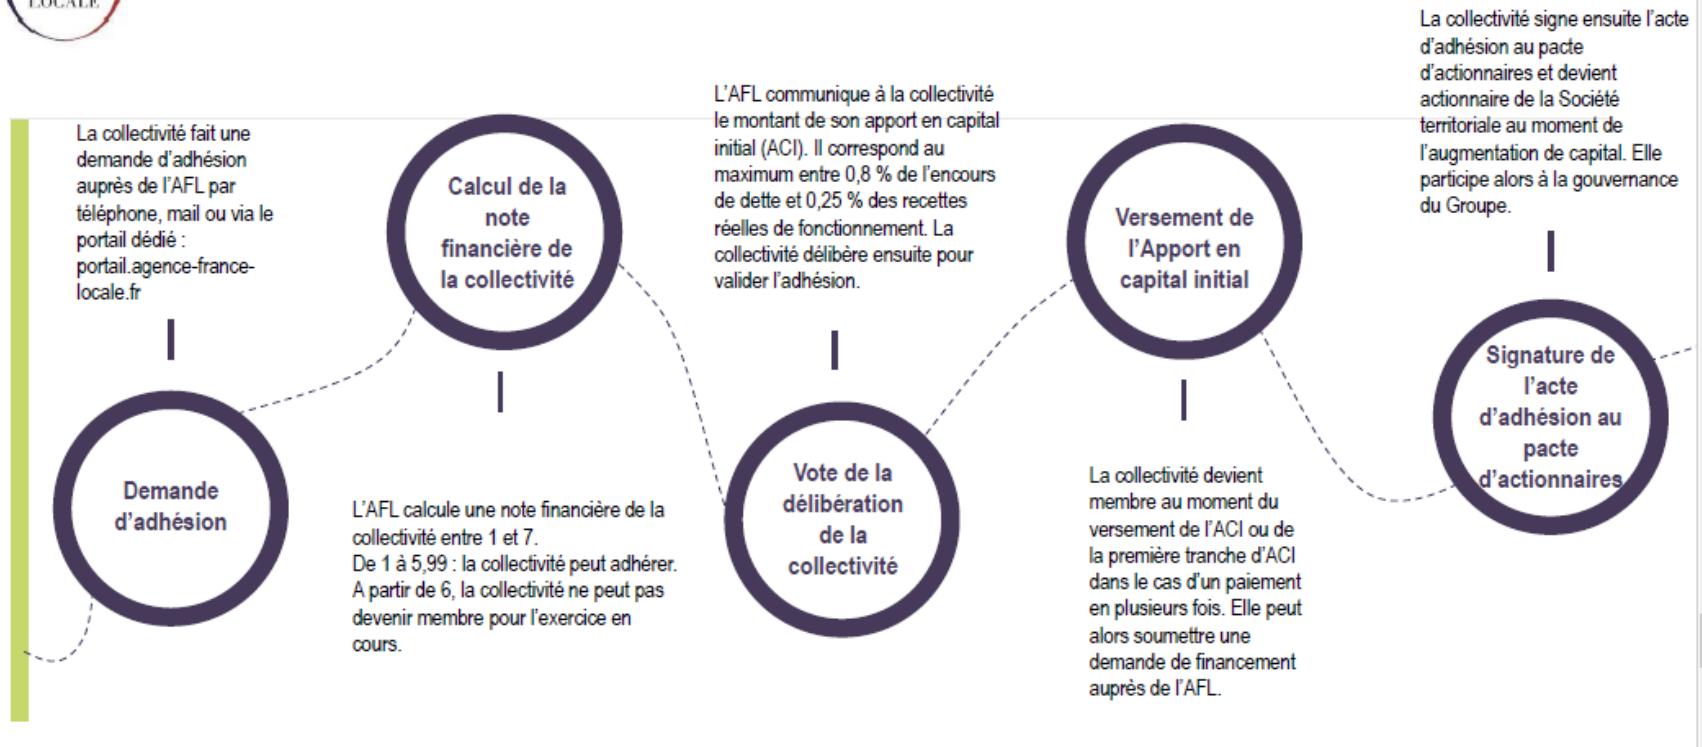 LOCALE
La collectivité fait une
demande d'adhésion
auprès de l'AFL par
téléphone, mail ou via le
portail dédié :
portail.agence-france-
locale.fr
Demande
d'adhésion
Calcul de la
note
financière de
la collectivité
L'AFL calcule une note financière de la
collectivité entre 1 et 7.
De 1 à 5,99 : la collectivité peut adhérer.
A partir de 6, la collectivité ne peut pas
devenir membre pour l'exercice en
cours.
L'AFL communique à la collectivité
le montant de son apport en capital
initial (ACI). Il correspond au
maximum entre 0,8 % de l'encours
de dette et 0,25 % des recettes
réelles de fonctionnement. La
collectivité délibère ensuite pour
valider l'adhésion.
Vote de la
délibération
de la
collectivité
Versement de
l'Apport en
capital initial
La collectivité devient
membre au moment du
versement de l'ACI ou de
la première tranche d'ACI
dans le cas d'un paiement
en plusieurs fois. Elle peut
alors soumettre une
demande de financement
auprès de l'AFL.
La collectivité signe ensuite l'acte
d'adhésion au pacte
d'actionnaires et devient
actionnaire de la Société
territoriale au moment de
l'augmentation de capital. Elle
participe alors à la gouvernance
du Groupe.
Signature de
l'acte
d'adhésion au
pacte
d'actionnaires